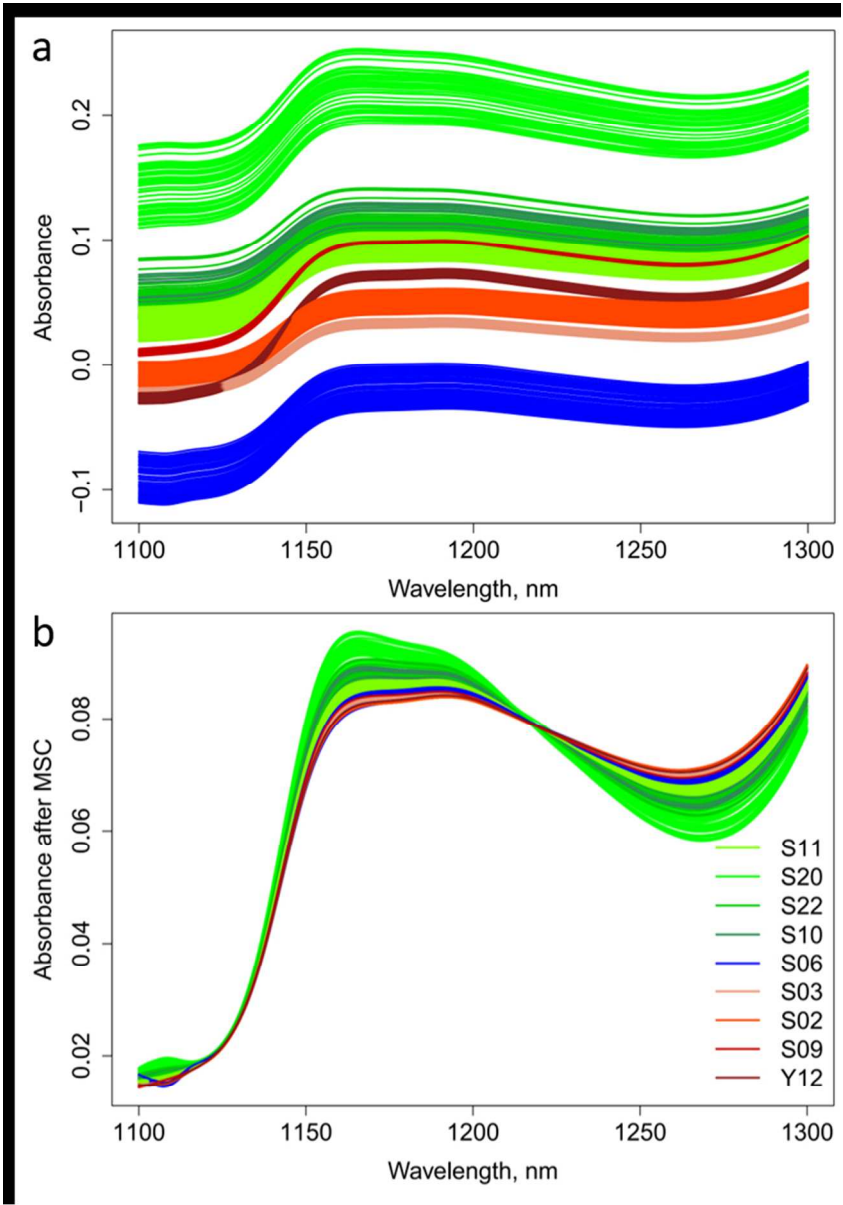 a
Absorbance
0.2
0.1
0.0
−0.1
1100 1150 1200 1250 1300
Wavelength, nm
b
Absorbance after MSC
0.08
0.06
0.04
0.02
S11
S20
S22
S10
S06
S03
S02
S09
Y12
1100 1150 1200 1250 1300
Wavelength, nm